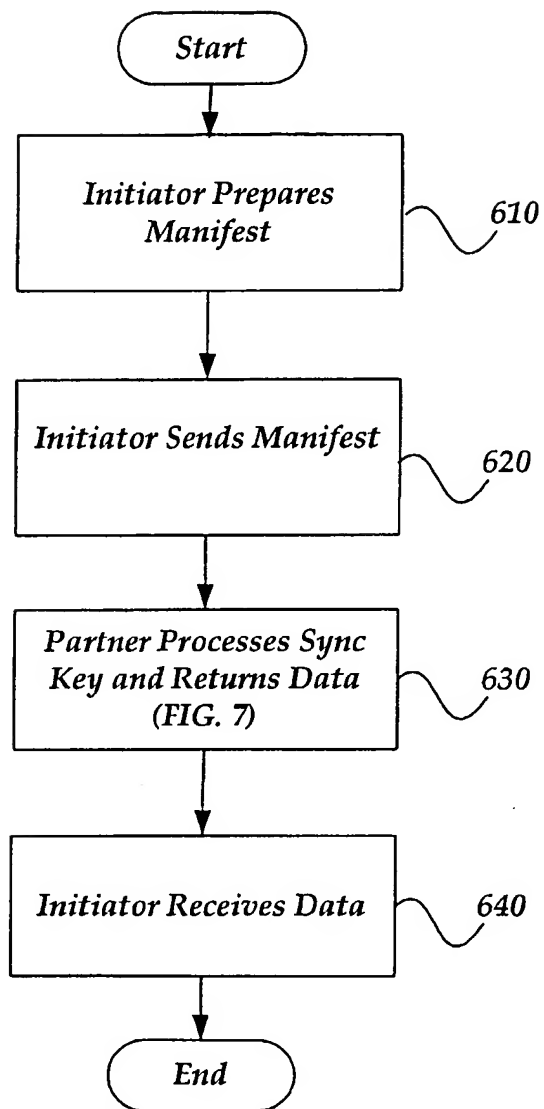 Start
Initiator Prepares
Manifest
610
Initiator Sends Manifest
620
Partner Processes Sync
Key and Returns Data
(FIG. 7)
630
Initiator Receives Data
640
End